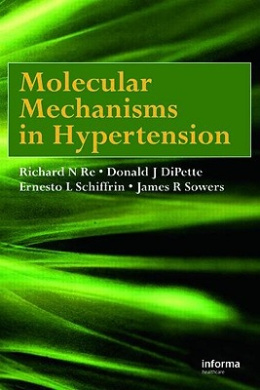 Molecular
Mechanisms
in Hypertension
Richard N Re • Donald J DiPette
Ernesto L Schiffrin • James R Sowers
informa
healthcare